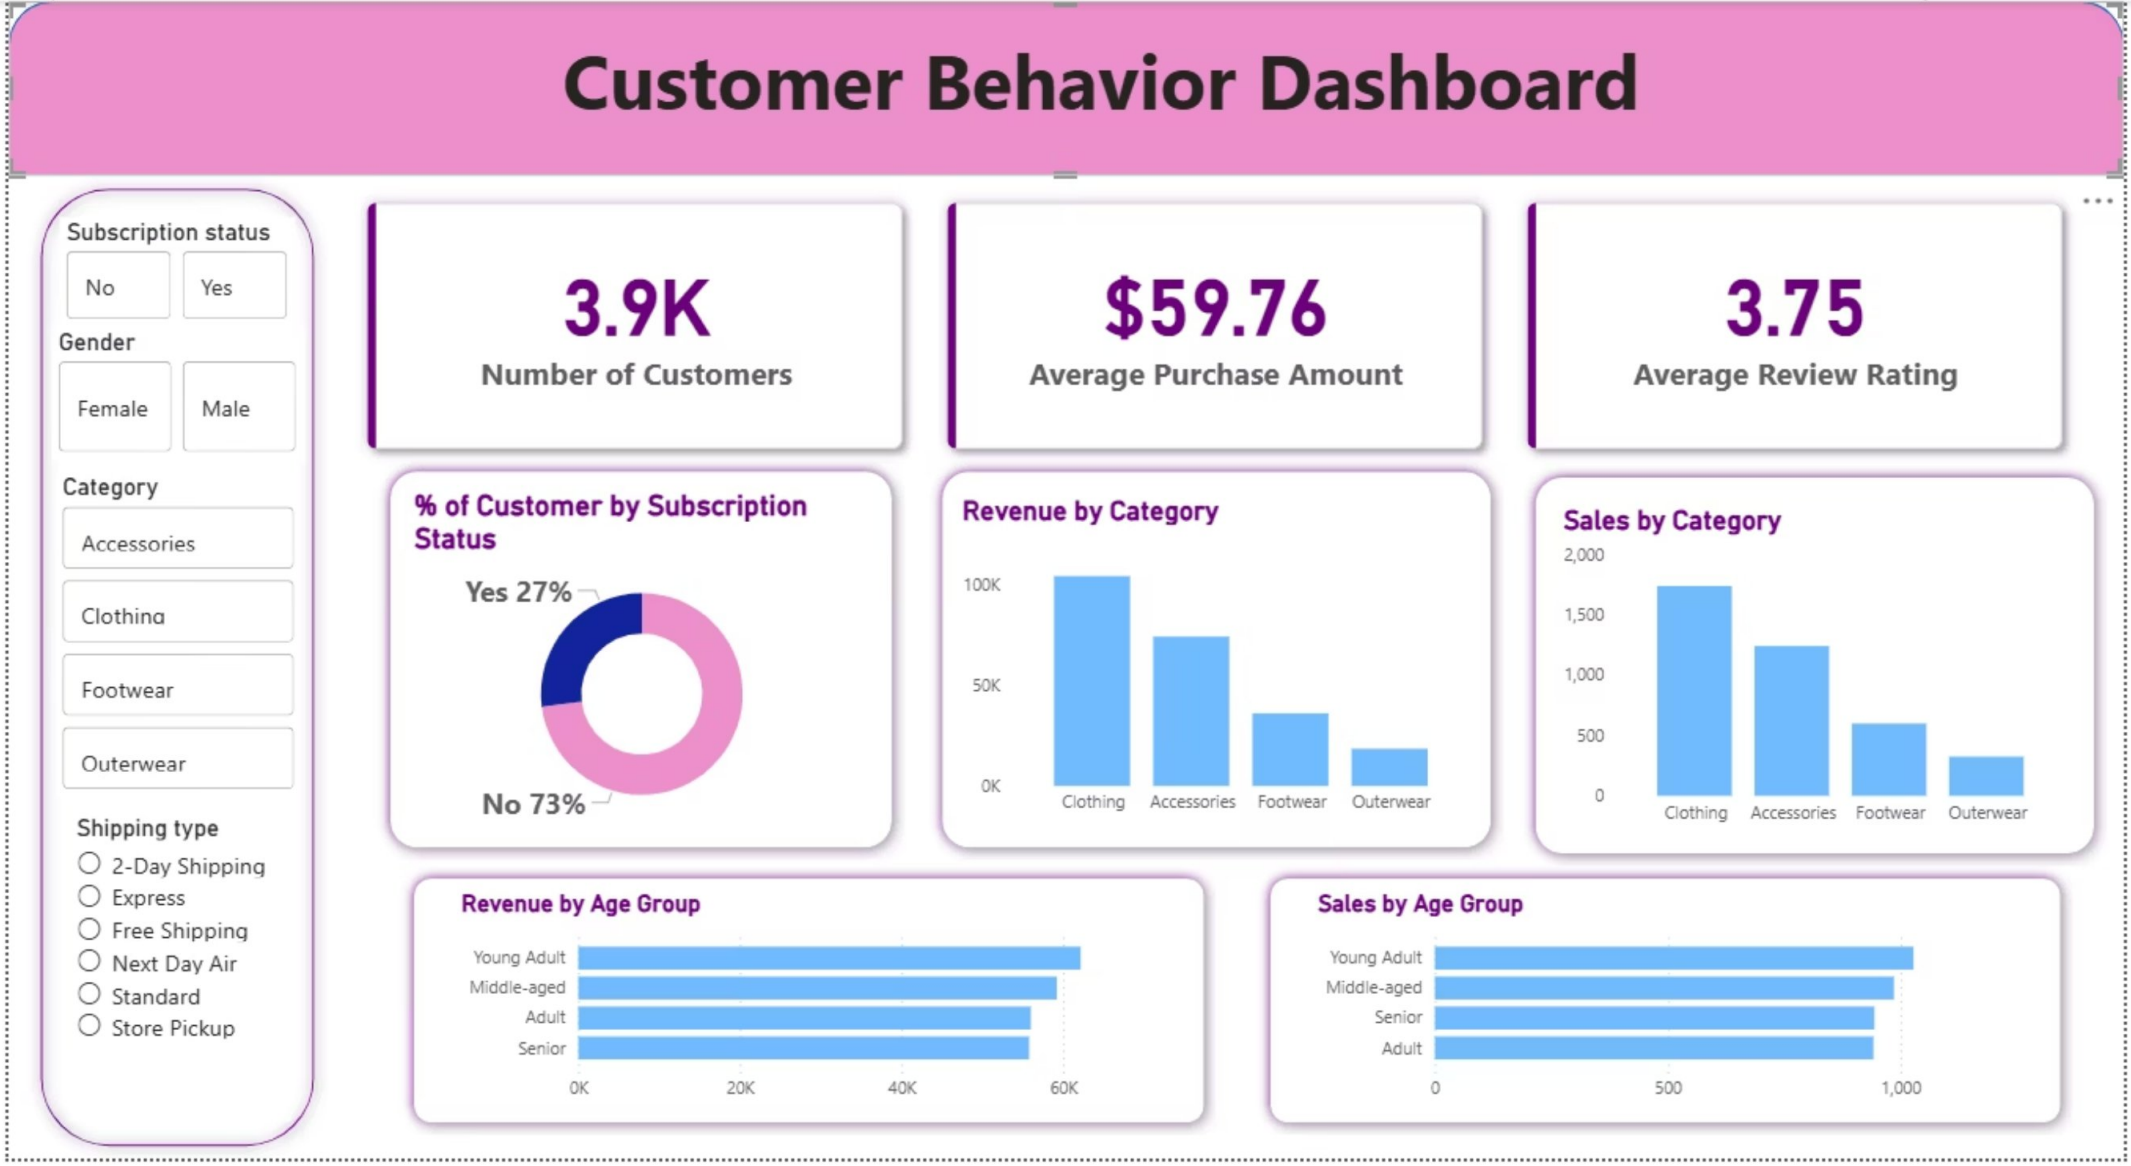 Customer Behavior Dashboard
Subscription status
No
Yes
Gender
Female
Male
Category
Accessories
Clothing
Footwear
Outerwear
Shipping type
2-Day Shipping
Express
Free Shipping
Next Day Air
Standard
Store Pickup
3.9K
Number of Customers
$59.76
Average Purchase Amount
3.75
Average Review Rating
% of Customer by Subscription
Status
Yes 27%
No 73%
Revenue by Category
100K
50K
0K
Clothing Accessories Footwear Outerwear
Sales by Category
2,000
1,500
1,000
500
0
Clothing Accessories Footwear Outerwear
Revenue by Age Group
Young Adult
Middle-aged
Adult
Senior
0K 20K 40K 60K
Sales by Age Group
Young Adult
Middle-aged
Senior
Adult
0 500 1,000